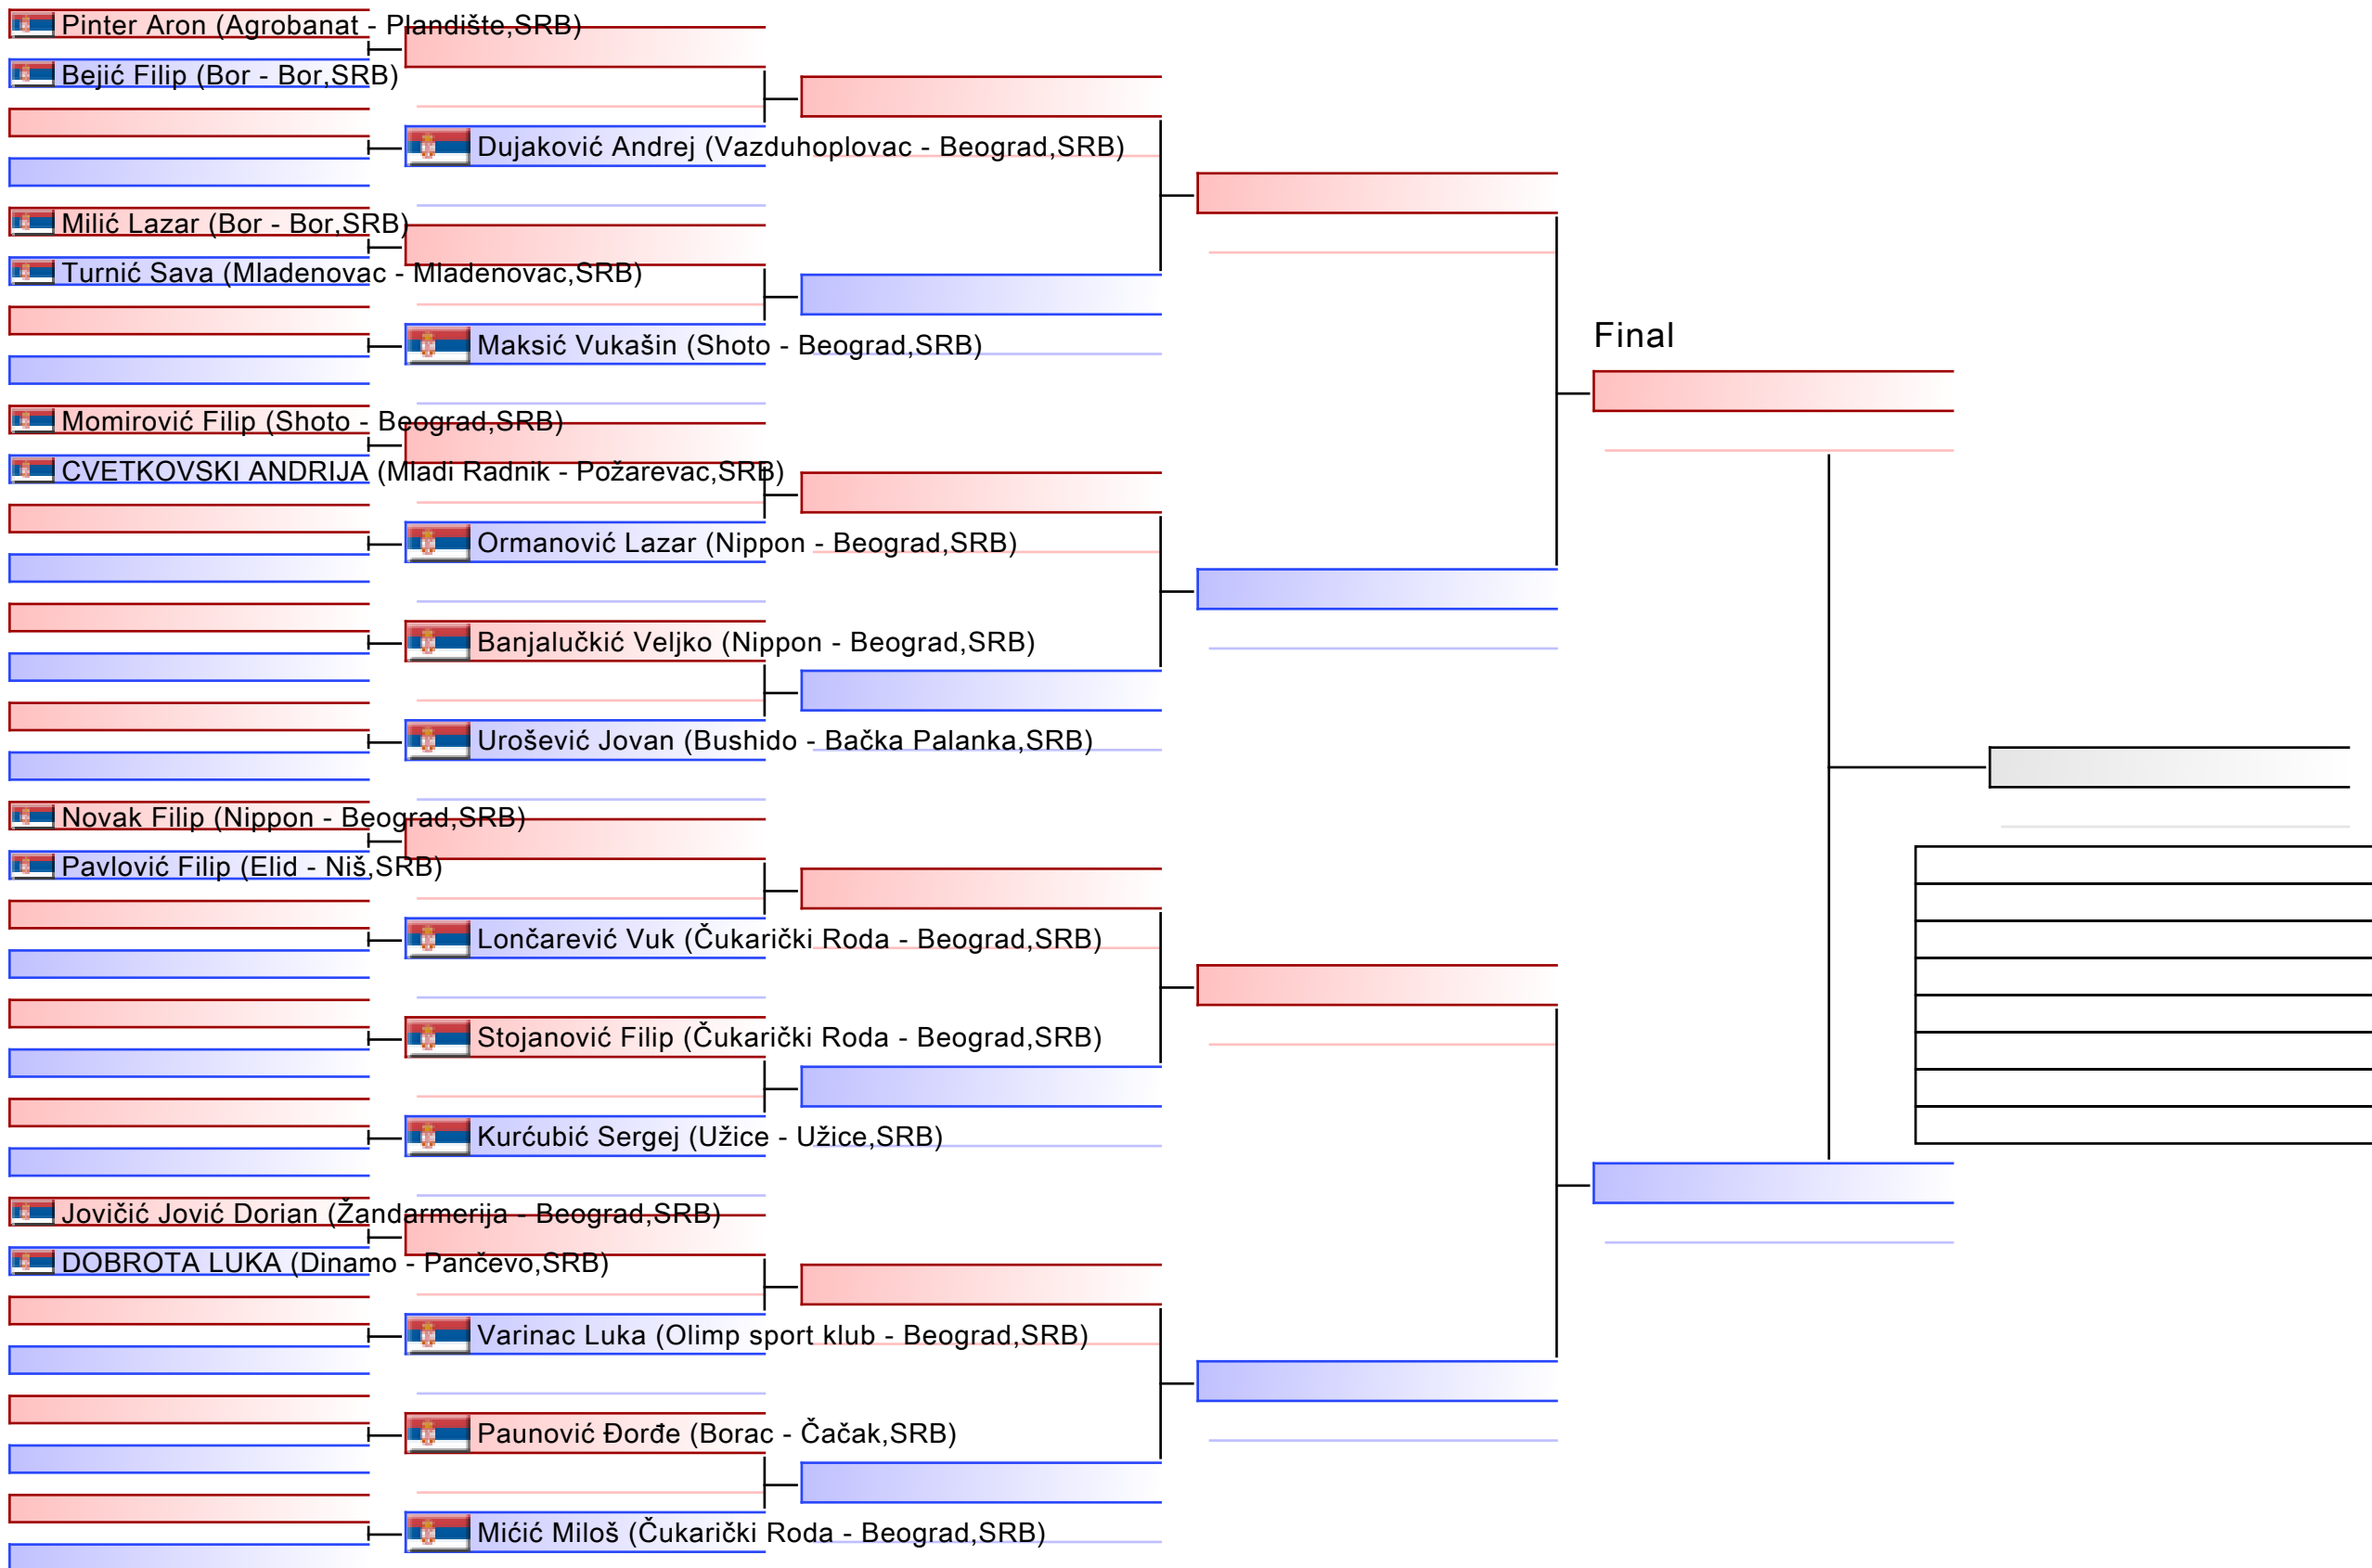 Pinter Aron (Agrobanat - Plandište,SRB)
Bejić Filip (Bor - Bor,SRB)
Dujaković Andrej (Vazduhoplovac - Beograd,SRB)
Milić Lazar (Bor - Bor,SRB)
Turnić Sava (Mladenovac - Mladenovac,SRB)
Maksić Vukašin (Shoto - Beograd,SRB)
Final
Momirović Filip (Shoto - Beograd,SRB)
CVETKOVSKI ANDRIJA (Mladi Radnik - Požarevac,SRB)
Ormanović Lazar (Nippon - Beograd,SRB)
Banjalučkić Veljko (Nippon - Beograd,SRB)
Urošević Jovan (Bushido - Bačka Palanka,SRB)
Novak Filip (Nippon - Beograd,SRB)
Pavlović Filip (Elid - Niš,SRB)
Lončarević Vuk (Čukarički Roda - Beograd,SRB)
Stojanović Filip (Čukarički Roda - Beograd,SRB)
Kurćubić Sergej (Užice - Užice,SRB)
Jovičić Jović Dorian (Žandarmerija - Beograd,SRB)
DOBROTA LUKA (Dinamo - Pančevo,SRB)
Varinac Luka (Olimp sport klub - Beograd,SRB)
Paunović Đorđe (Borac - Čačak,SRB)
Mićić Miloš (Čukarički Roda - Beograd,SRB)